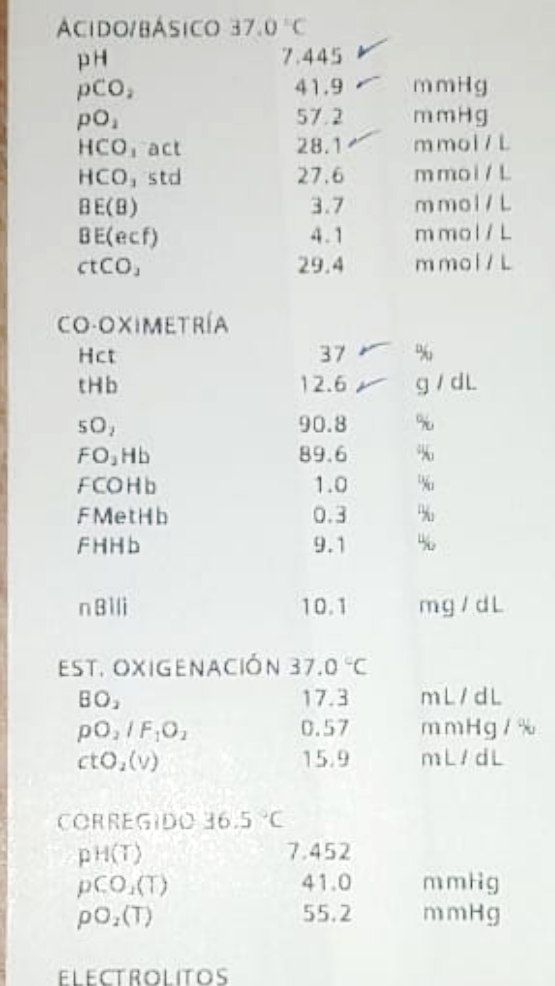 ÁCIDO/BÁSICO 37.0 °C
pH 7.445
pCO₂ 41.9 mmHg
pO₂ 57.2 mmHg
HCO₃⁻act 28.1 mmol / L
HCO₃⁻std 27.6 mmol / L
BE(B) 3.7 mmol / L
BE(ecf) 4.1 mmol / L
ctCO₂ 29.4 mmol / L
CO-OXIMETRÍA
Hct 37 %
tHb 12.6 g / dL
sO₂ 90.8 %
FO₂Hb 89.6 %
FCOHb 1.0 %
FMetHb 0.3 %
FHHb 9.1 %
nBili 10.1 mg / dL
EST. OXIGENACIÓN 37.0 °C
BO₂ 17.3 mL / dL
pO₂ / FIO₂ 0.57 mmHg / %
ctO₂(v) 15.9 mL / dL
CORREGIDO 36.5 °C
pH(T) 7.452
pCO₂(T) 41.0 mmHg
pO₂(T) 55.2 mmHg
ELECTROLITOS